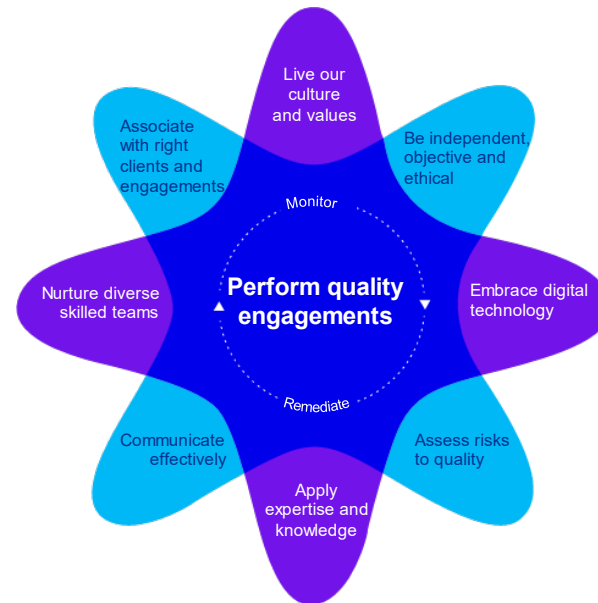 Live our
culture
and values
Associate
with right
clients and
engagements
Be independent,
objective and
ethical
Monitor
Perform quality
engagements
Nurture diverse
skilled teams
Embrace digital
technology
Remediate
Communicate
effectively
Assess risks
to quality
Apply
expertise and
knowledge